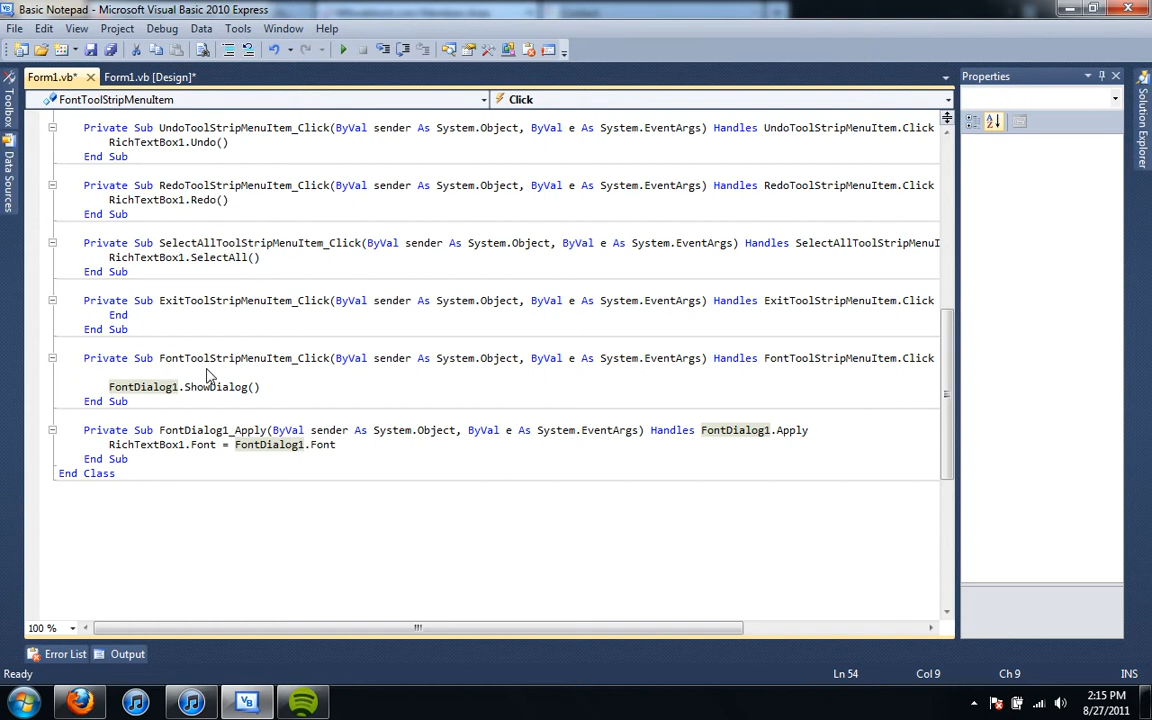 Basic Notepad - Microsoft Visual Basic 2010 Express
File Edit View Project Debug Data Tools Window Help
Form1.vb* Form1.vb [Design]* Properties
FontToolStripMenuItem Click
Toolbox
Data Sources
Solution Explorer
Private Sub UndoToolStripMenuItem_Click(ByVal sender As System.Object, ByVal e As System.EventArgs) Handles UndoToolStripMenuItem.Click
RichTextBox1.Undo()
End Sub
Private Sub RedoToolStripMenuItem_Click(ByVal sender As System.Object, ByVal e As System.EventArgs) Handles RedoToolStripMenuItem.Click
RichTextBox1.Redo()
End Sub
Private Sub SelectAllToolStripMenuItem_Click(ByVal sender As System.Object, ByVal e As System.EventArgs) Handles SelectAllToolStripMenuI
RichTextBox1.SelectAll()
End Sub
Private Sub ExitToolStripMenuItem_Click(ByVal sender As System.Object, ByVal e As System.EventArgs) Handles ExitToolStripMenuItem.Click
End
End Sub
Private Sub FontToolStripMenuItem_Click(ByVal sender As System.Object, ByVal e As System.EventArgs) Handles FontToolStripMenuItem.Click
FontDialog1.ShowDialog()
End Sub
Private Sub FontDialog1_Apply(ByVal sender As System.Object, ByVal e As System.EventArgs) Handles FontDialog1.Apply
RichTextBox1.Font = FontDialog1.Font
End Sub
End Class
100 %
Error List Output
Ready Ln 54 Col 9 Ch 9 INS
2:15 PM
8/27/2011